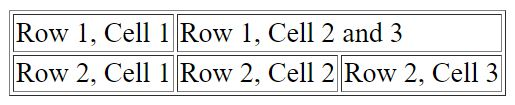 Row 1, Cell 1 Row 1, Cell 2 and 3
Row 2, Cell 1 Row 2, Cell 2 Row 2, Cell 3